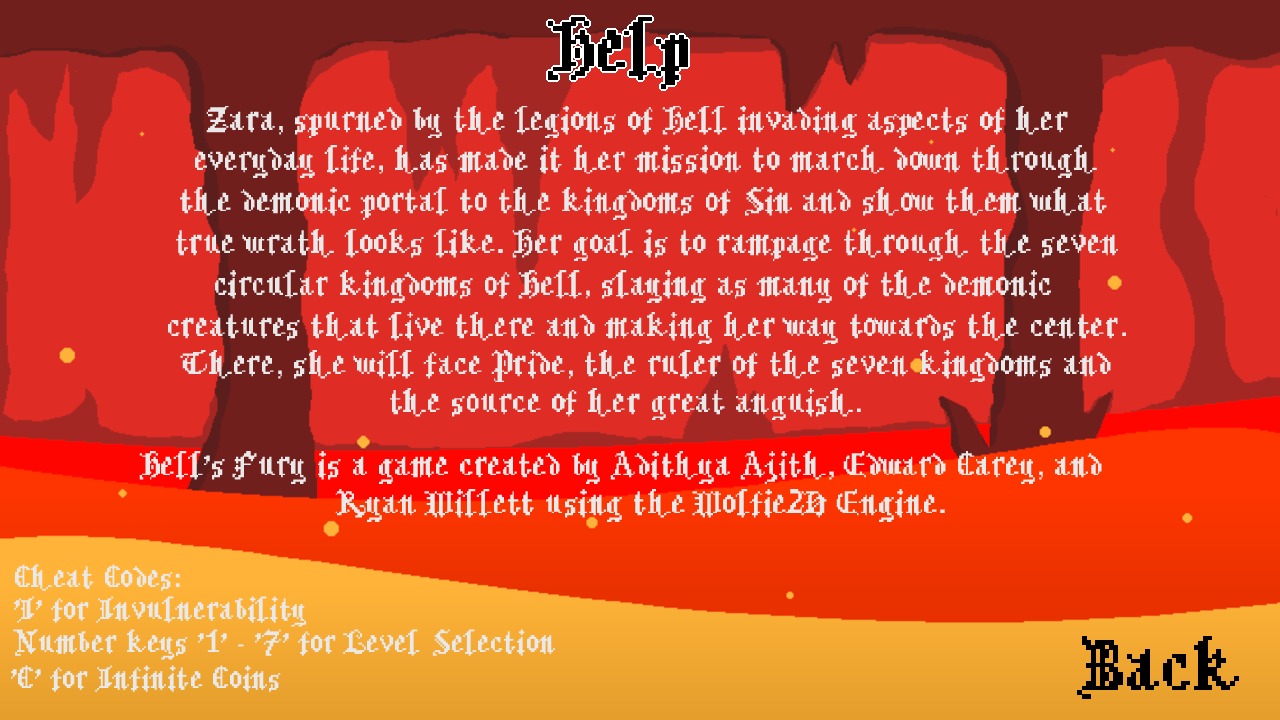 Help
Zara, spurned by the legions of Hell invading aspects of her
everyday life, has made it her mission to march down through
the demonic portal to the kingdoms of Sin and show them what
true wrath looks like. Her goal is to rampage through the seven
circular kingdoms of Hell, slaying as many of the demonic
creatures that live there and making her way towards the center.
There, she will face Pride, the ruler of the seven kingdoms and
the source of her great anguish..
Hell's Fury is a game created by Adithya Ajith, Edward Carey, and
Ryan Willett using the Wolfie2D Engine.
Cheat Codes:
'I' for Invulnerability
Number keys '1' - '7' for Level Selection
'C' for Infinite Coins
Back